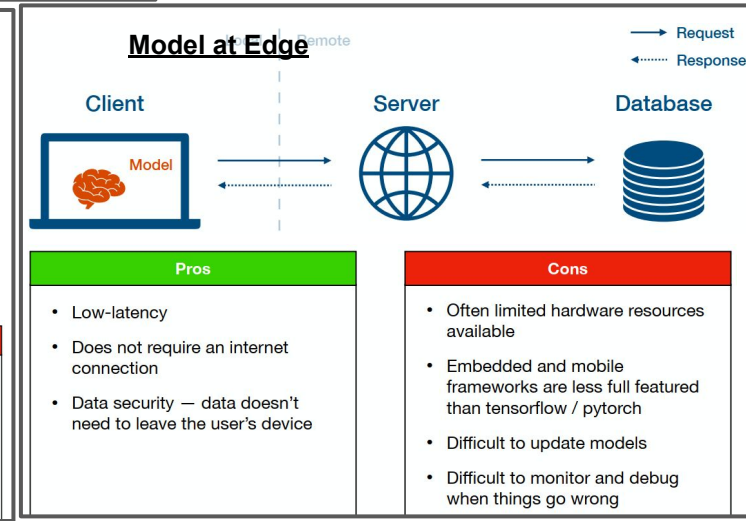 Model at Edge
Remote
Request
Response
Client
Server
Database
Model
Pros
• Low-latency
• Does not require an internet
connection
• Data security — data doesn't
need to leave the user's device
Cons
• Often limited hardware resources
available
• Embedded and mobile
frameworks are less full featured
than tensorflow / pytorch
• Difficult to update models
• Difficult to monitor and debug
when things go wrong